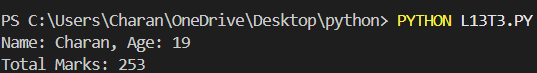 PS C:\Users\Charan\OneDrive\Desktop\python> PYTHON L13T3.PY
Name: Charan, Age: 19
Total Marks: 253